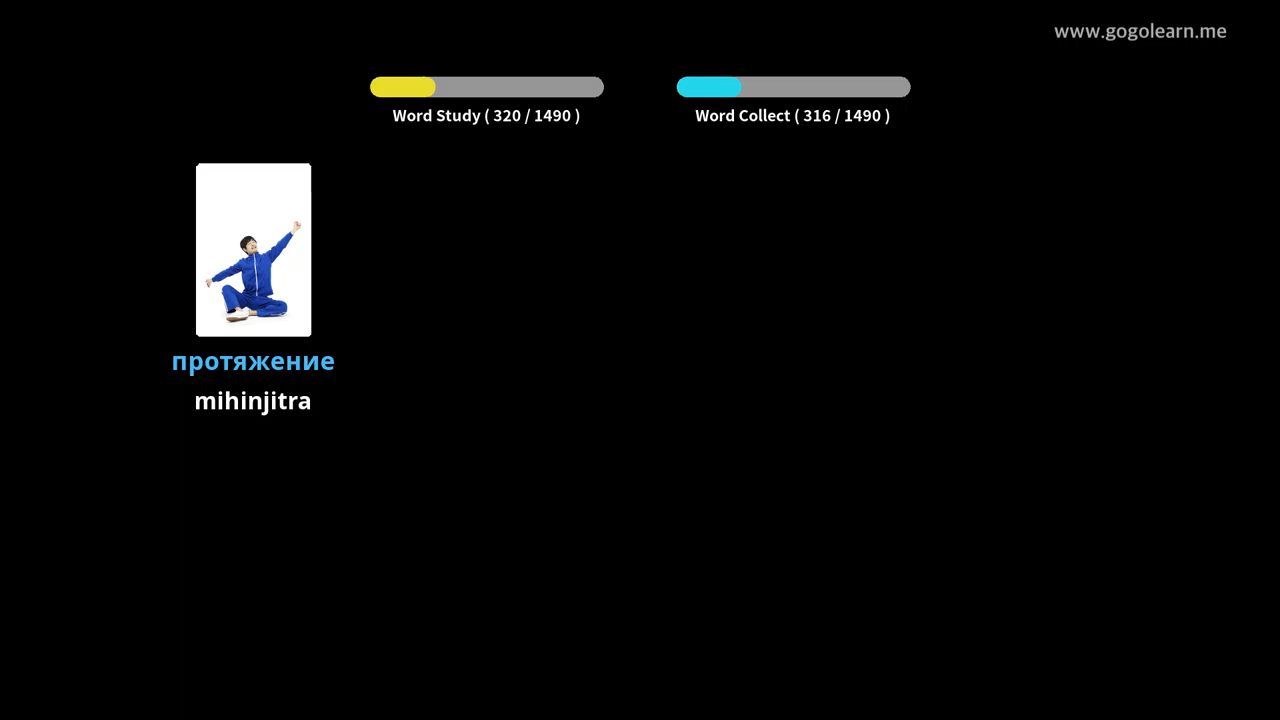 www.gogolearn.me
Word Study ( 320 / 1490 )
Word Collect ( 316 / 1490 )
протяжение
mihinjitra